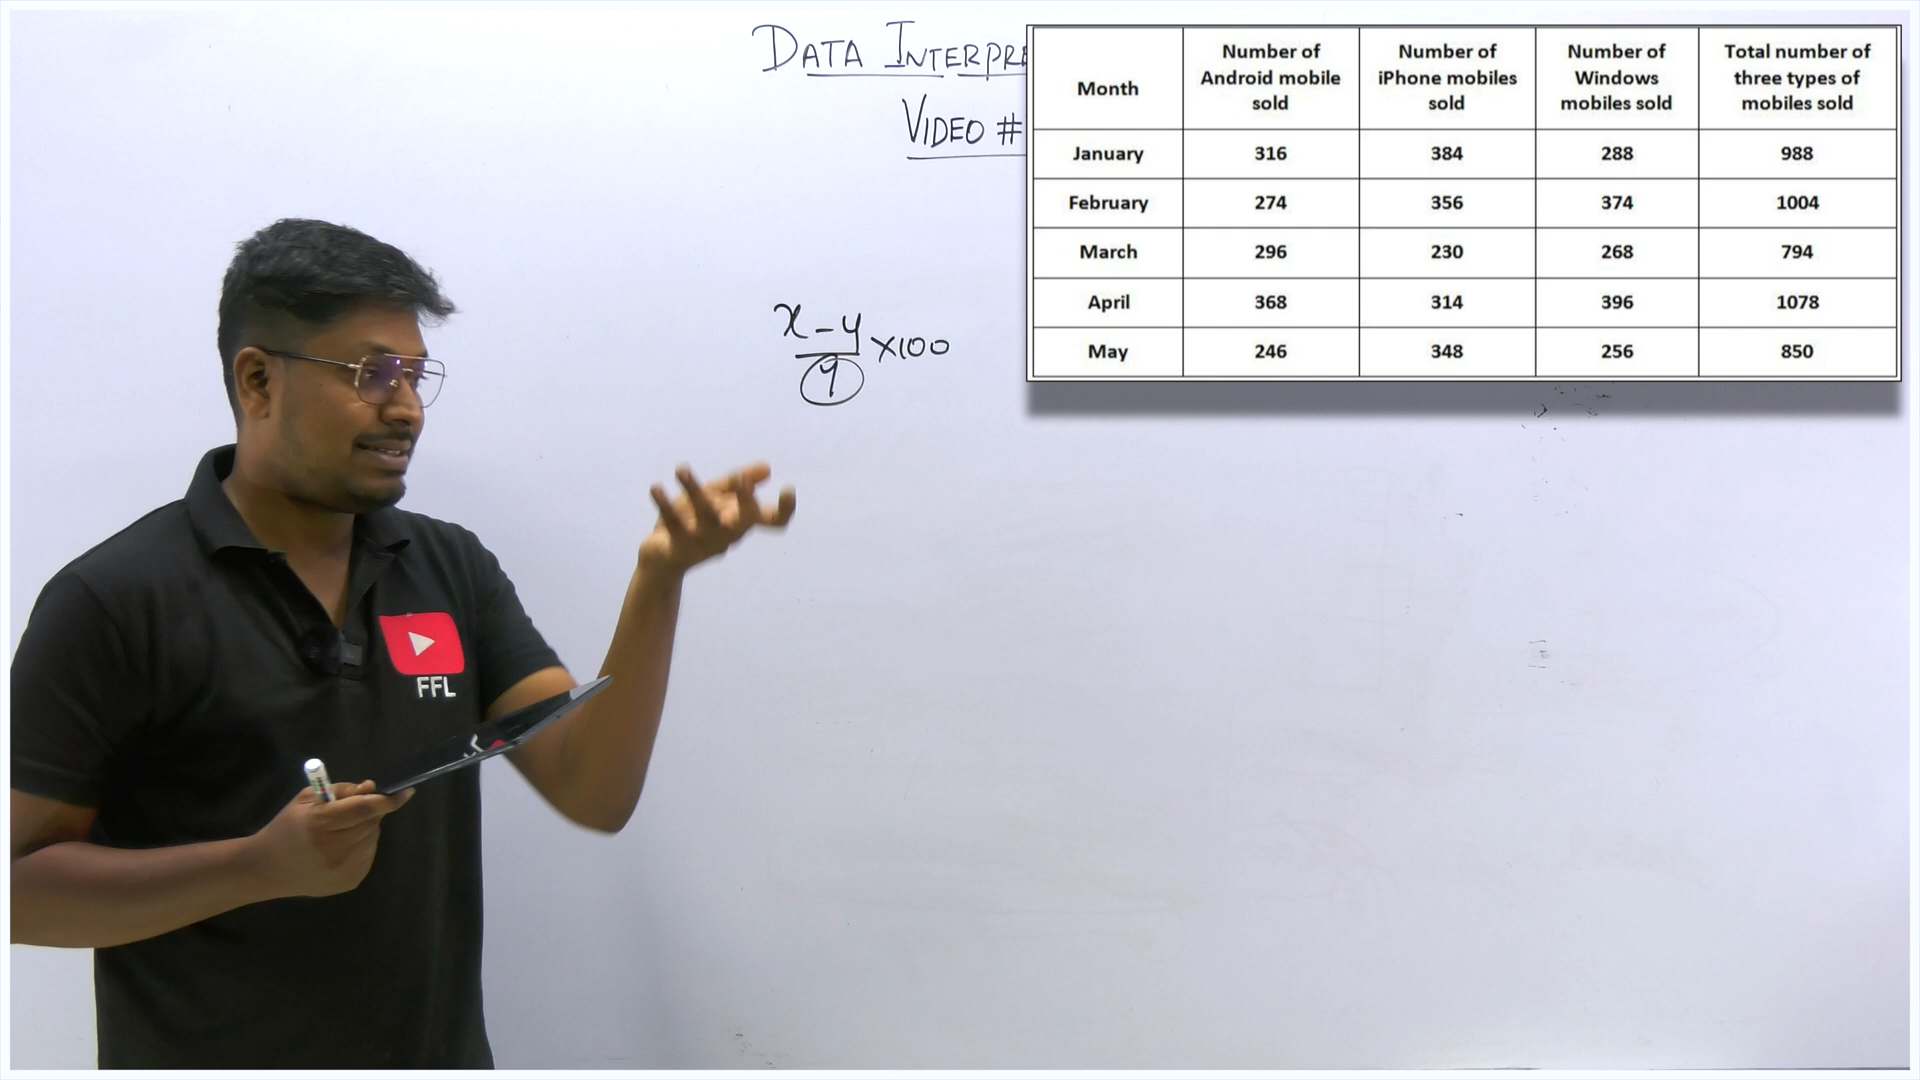 DATA INTERPRE
VIDEO #
x-y
y
×100
FFL
Month
Number of
Android mobile
sold
Number of
iPhone mobiles
sold
Number of
Windows
mobiles sold
Total number of
three types of
mobiles sold
January 316 384 288 988
February 274 356 374 1004
March 296 230 268 794
April 368 314 396 1078
May 246 348 256 850